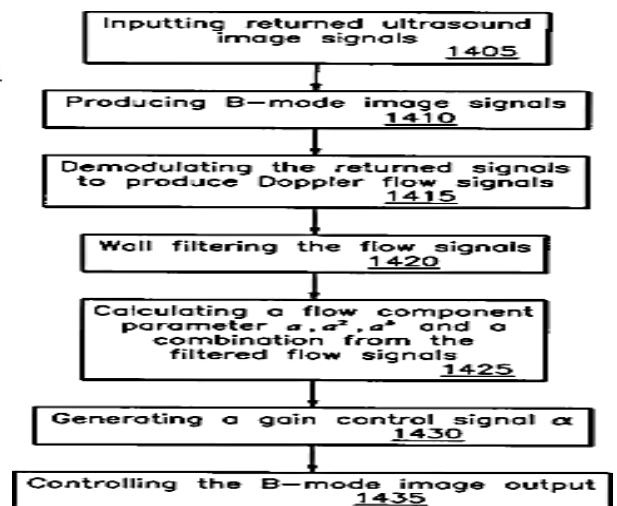 Inputting returned ultrasound
image signals
1405
Producing B-mode image signals
1410
Demodulating the returned signals
to produce Doppler flow signals
1415
Wall filtering the flow signals
1420
Calculating a flow component
parameter a, a², and a
combination from the
filtered flow signals
1425
Generating a gain control signal α
1430
Controlling the B-mode image output
1435